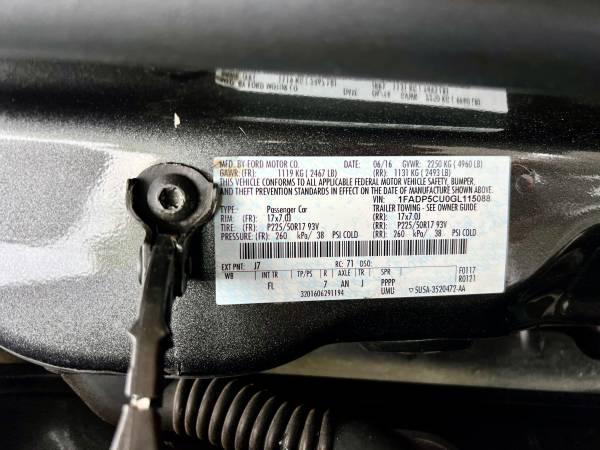 MFD. BY FORD MOTOR CO. DATE: 06/16 GVWR: 2250 KG ( 4960 LB)
GAWR: (FR): 1119 KG ( 2467 LB) (RR): 1131 KG ( 2493 LB)
THIS VEHICLE CONFORMS TO ALL APPLICABLE FEDERAL MOTOR VEHICLE SAFETY, BUMPER,
AND THEFT PREVENTION STANDARDS IN EFFECT ON THE DATE OF MANUFACTURE SHOWN ABOVE.
VIN: 1FADP5CU0GL115088
TYPE: Passenger Car TRAILER TOWING - SEE OWNER GUIDE
RIM: (FR) 17x7.0J (RR): 17x7.0J
TIRE: (FR) P225/50R17 93V (RR): P225/50R17 93V
PRESSURE: (FR) 260 kPa/ 38 PSI COLD (RR): 260 kPa/ 38 PSI COLD
EXT PNT: J7 RC: 71 DSO:
WB INT TR TP/PS R AXLE TR SPR F0117
FL 7 AN J PPPP R0121
UMU
3201606291194 5USA-3520472-AA